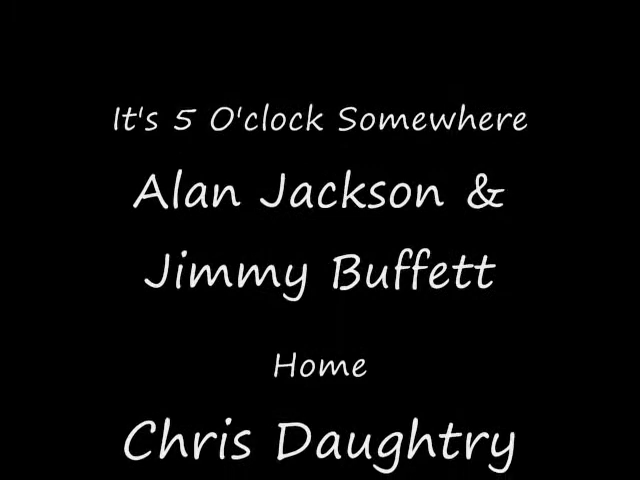 It's 5 O'clock Somewhere
Alan Jackson &
Jimmy Buffett
Home
Chris Daughtry